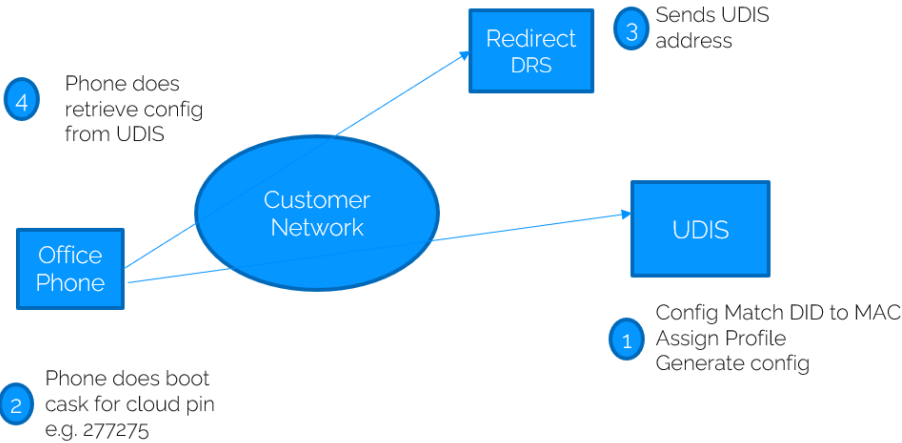 Redirect
DRS
3
Sends UDIS
address
4
Phone does
retrieve config
from UDIS
Customer
Network
UDIS
Office
Phone
1
Config Match DID to MAC
Assign Profile
Generate config
2
Phone does boot
cask for cloud pin
e.g. 277275